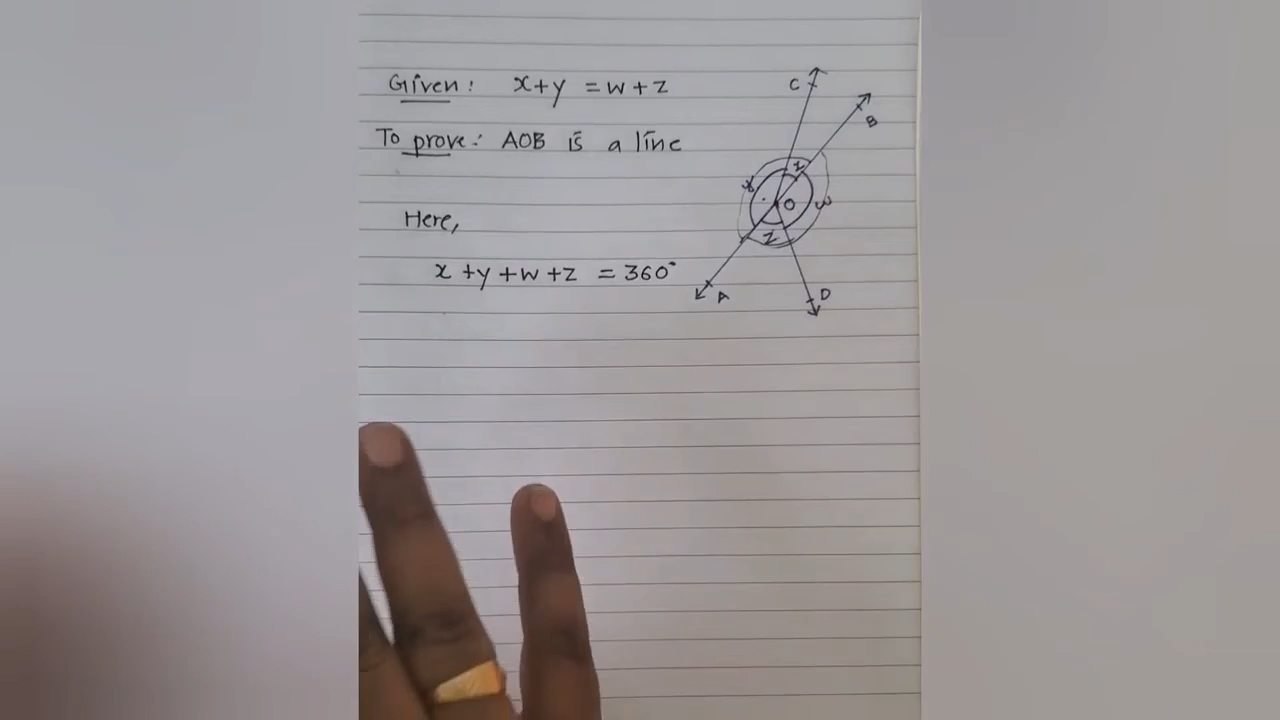 Given: x+y = w+z
To prove: AOB is a line
Here,
x+y+w+z = 360°
C
B
x
y
O
w
z
A
D